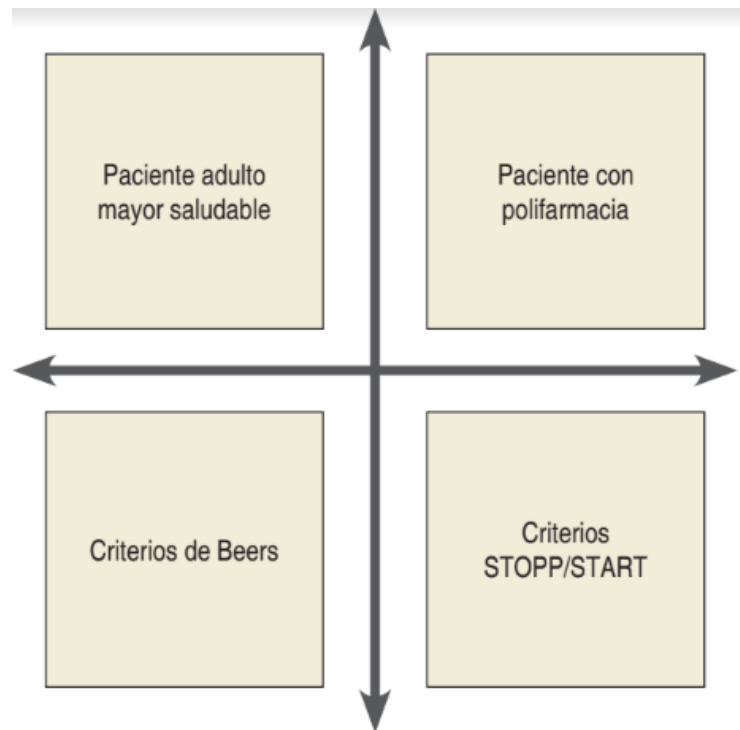 Paciente adulto
mayor saludable
Paciente con
polifarmacia
Criterios de Beers
Criterios
STOPP/START